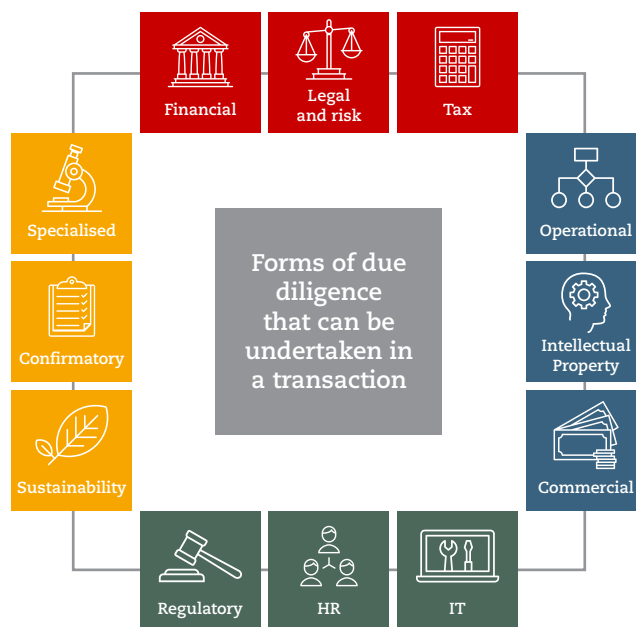 Financial
Legal
and risk
Tax
Specialised
Operational
Forms of due
diligence
that can be
undertaken in
a transaction
Confirmatory
Intellectual
Property
Sustainability
Commercial
Regulatory
HR
IT